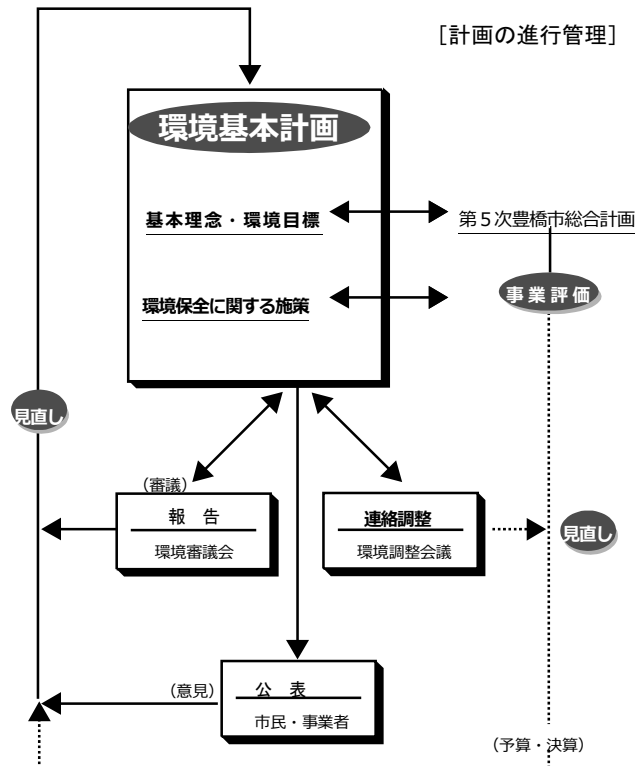 ［計画の進行管理］
環境基本計画
基本理念・環境目標
第５次豊橋市総合計画
事業評価
環境保全に関する施策
見直し
（審議）
報　告
環境審議会
連絡調整
環境調整会議
見直し
（意見）
公　表
市民・事業者
（予算・決算）